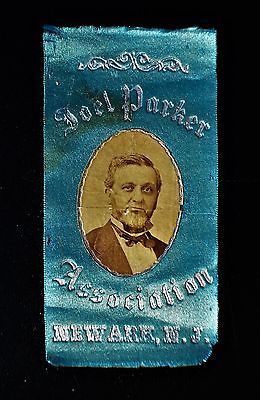 Joel Parker
Association
NEWARK, N. J.